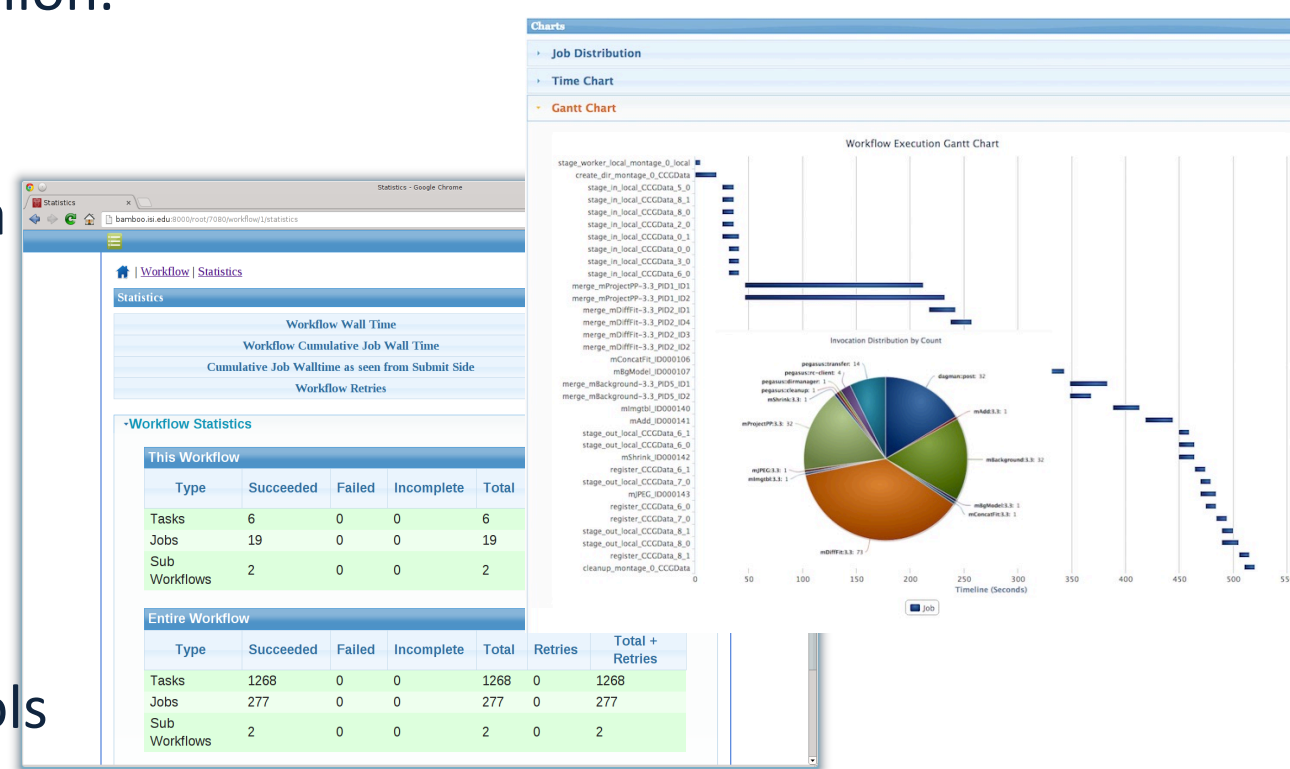 Charts
Job Distribution
Time Chart
Gantt Chart
Workflow Execution Gantt Chart
stage_worker_local_montage_0_local
create_dir_montage_0_CCGData
stage_in_local_CCGData_5_0
stage_in_local_CCGData_8_1
stage_in_local_CCGData_8_0
stage_in_local_CCGData_2_0
stage_in_local_CCGData_0_1
stage_in_local_CCGData_0_0
stage_in_local_CCGData_3_0
stage_in_local_CCGData_6_0
merge_mProjectPP-3.3_PID1_ID1
merge_mProjectPP-3.3_PID1_ID2
merge_mDiffFit-3.3_PID2_ID1
merge_mDiffFit-3.3_PID2_ID4
merge_mDiffFit-3.3_PID2_ID3
merge_mDiffFit-3.3_PID2_ID2
mConcatFit_ID000106
mBgModel_ID000107
merge_mBackground-3.3_PID5_ID1
merge_mBackground-3.3_PID5_ID2
mImgtbl_ID000140
mAdd_ID000141
stage_out_local_CCGData_6_1
stage_out_local_CCGData_6_0
mShrink_ID000142
register_CCGData_6_1
stage_out_local_CCGData_7_0
mJPEG_ID000143
register_CCGData_6_0
register_CCGData_7_0
stage_out_local_CCGData_8_1
stage_out_local_CCGData_8_0
register_CCGData_8_1
cleanup_montage_0_CCGData
0 50 100 150 200 250 300 350 400 450 500
Timeline (Seconds)
Job
Invocation Distribution by Count
pegasus::transfer: 14
pegasus::rc-client: 4
pegasus::dirmanager: 1
pegasus::cleanup: 1
mShrink:3.3: 1
mProjectPP:3.3: 32
mJPEG:3.3: 1
mImgtbl:3.3: 1
mDiffFit:3.3: 73
dagman:post: 32
mAdd:3.3: 1
mBackground:3.3: 32
mBgModel:3.3: 1
mConcatFit:3.3: 1
Statistics - Google Chrome
Statistics
bamboo.isi.edu:8000/root/7080/workflow/1/statistics
| Workflow | Statistics
Statistics
Workflow Wall Time
Workflow Cumulative Job Wall Time
Cumulative Job Walltime as seen from Submit Side
Workflow Retries
Workflow Statistics
This Workflow
Type Succeeded Failed Incomplete Total
Tasks 6 0 0 6
Jobs 19 0 0 19
Sub Workflows 2 0 0 2
Entire Workflow
Type Succeeded Failed Incomplete Total Retries Total + Retries
Tasks 1268 0 0 1268 0 1268
Jobs 277 0 0 277 0 277
Sub Workflows 2 0 0 2 0 2